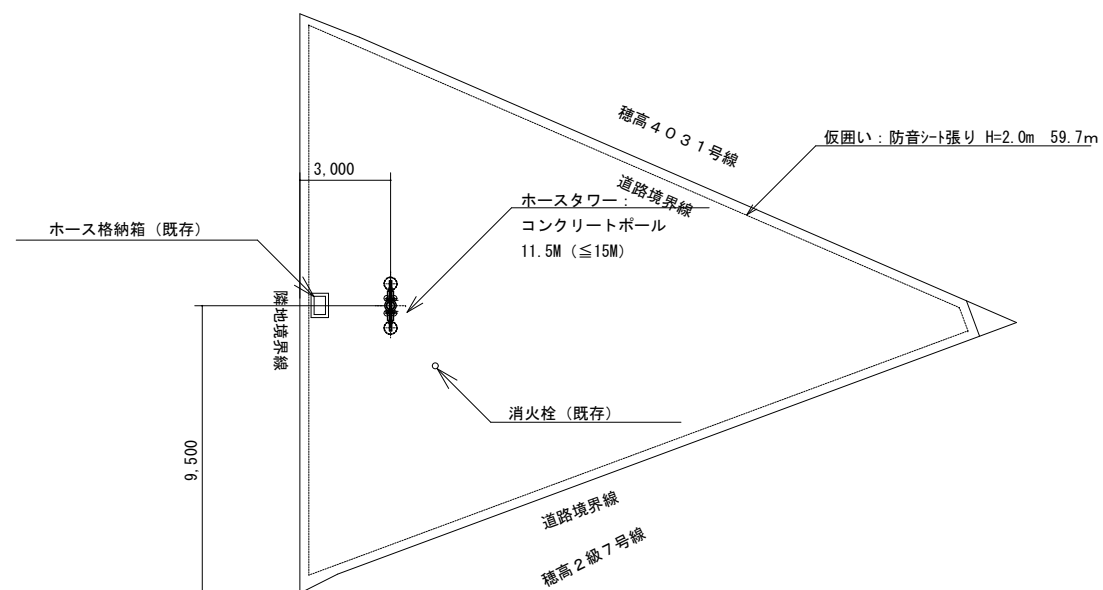 穂高４０３１号線
仮囲い：防音ｼｰﾄ張り H=2.0m 59.7ｍ
3,000
道路境界線
ホースタワー：
コンクリートポール
11.5M（≦15M）
ホース格納箱（既存）
隣地境界線
消火栓（既存）
9,500
道路境界線
穂高２級７号線